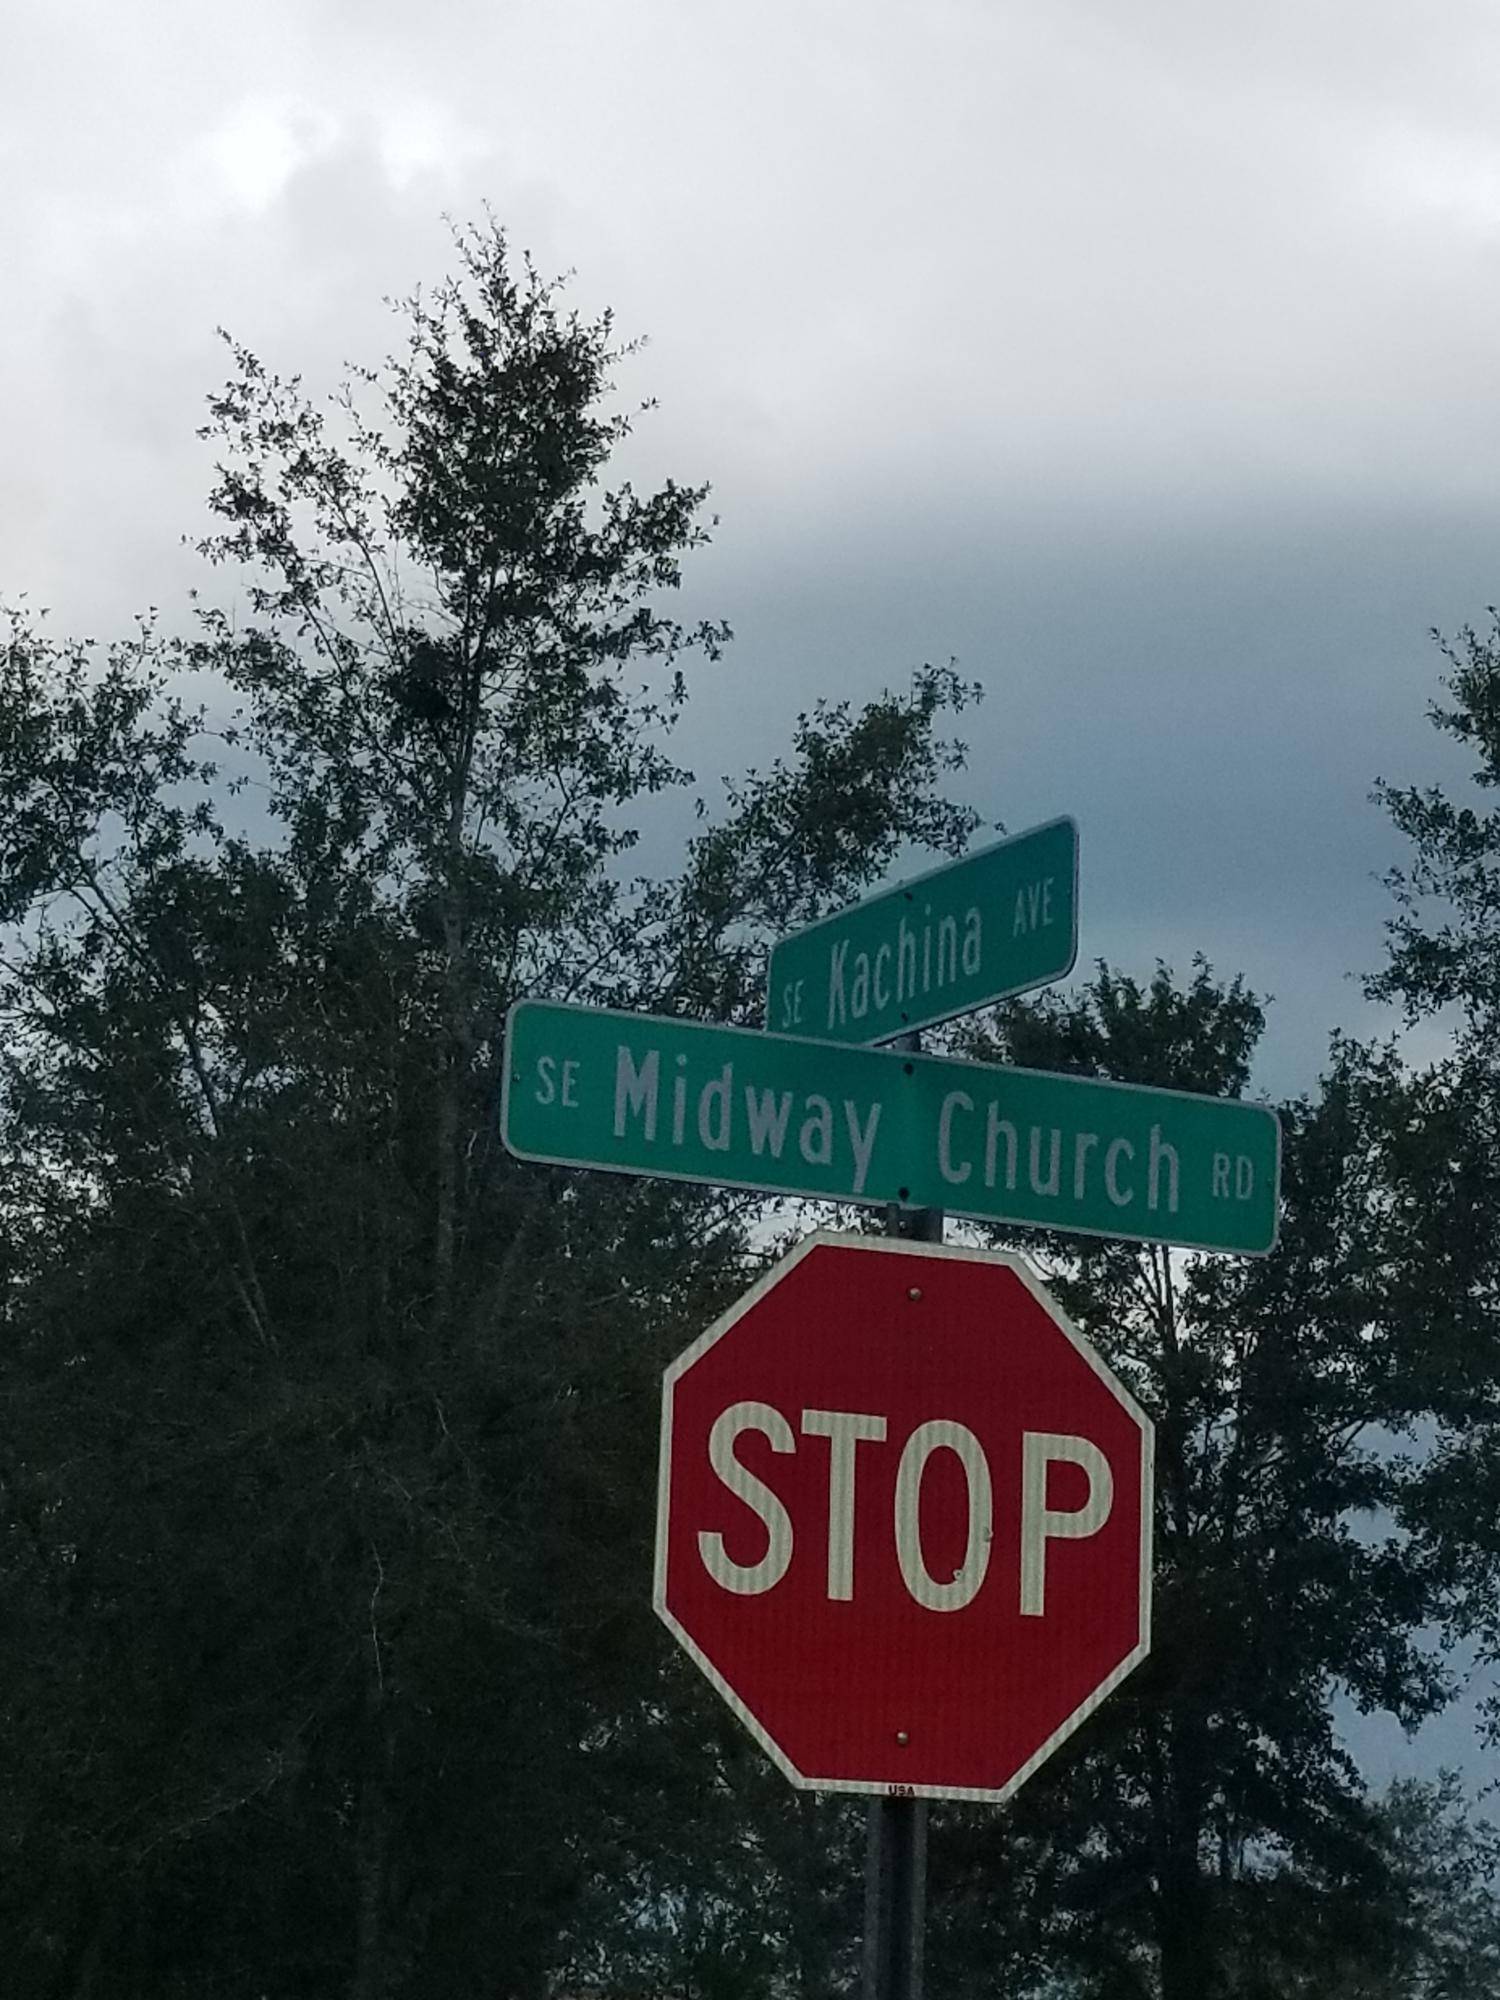 SE Kachina AVE
SE Midway Church RD
STOP
USA